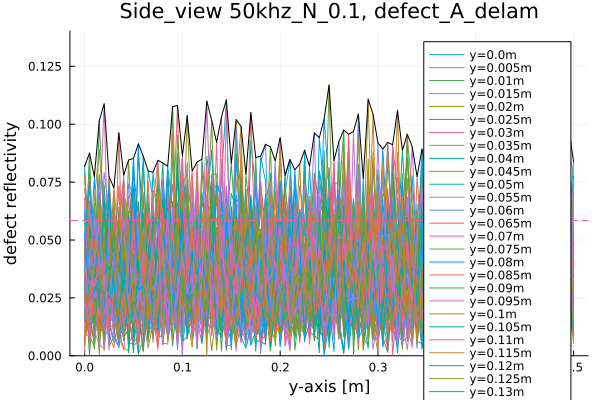 Side_view 50khz_N_0.1, defect_A_delam
defect reflectivity
0.125
0.100
0.075
0.050
0.025
0.000
0.0
0.1
0.2
0.3
.5
y-axis [m]
y=0.0m
y=0.005m
y=0.01m
y=0.015m
y=0.02m
y=0.025m
y=0.03m
y=0.035m
y=0.04m
y=0.045m
y=0.05m
y=0.055m
y=0.06m
y=0.065m
y=0.07m
y=0.075m
y=0.08m
y=0.085m
y=0.09m
y=0.095m
y=0.1m
y=0.105m
y=0.11m
y=0.115m
y=0.12m
y=0.125m
y=0.13m